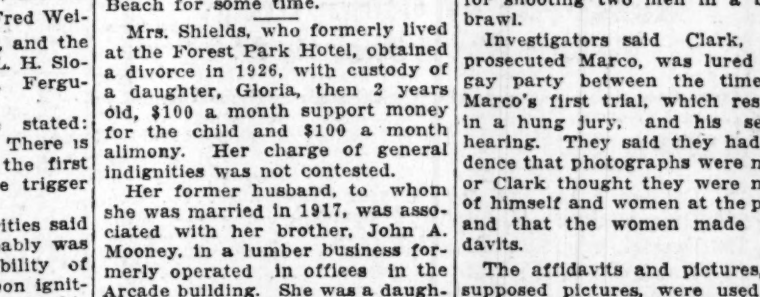 'red Wel-
, and the
L. H. Slo-
Fergu-
stated:
There is
the first
e trigger
ities said
ably was
bility of
on ignit-
Beach for some time.
Mrs. Shields, who formerly lived
at the Forest Park Hotel, obtained
a divorce in 1926, with custody of
a daughter, Gloria, then 2 years
old, $100 a month support money
for the child and $100 a month
alimony. Her charge of general
indignities was not contested.
Her former husband, to whom
she was married in 1917, was asso-
ciated with her brother, John A.
Mooney, in a lumber business for-
merly operated in offices in the
Arcade building. She was a daugh-
for shooting two men in a
brawl.
Investigators said Clark,
prosecuted Marco, was lured
gay party between the time
Marco's first trial, which res
in a hung jury, and his se
hearing. They said they had
dence that photographs were
or Clark thought they were
of himself and women at the p
and that the women made
davits.
The affidavits and pictures,
supposed pictures, were used